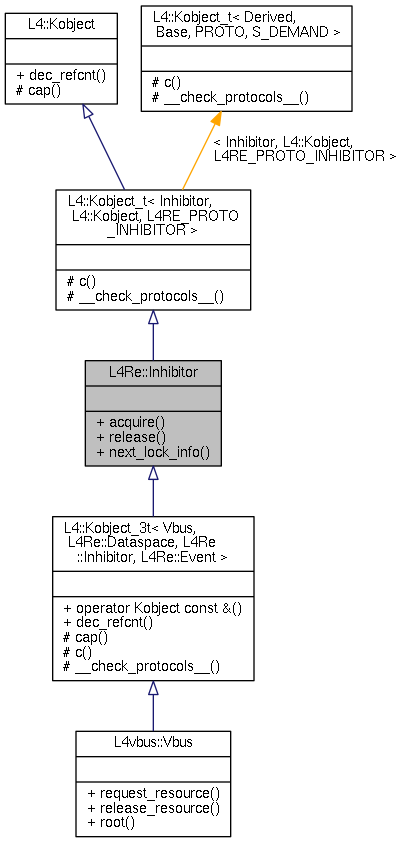 L4::Kobject
+ dec_refcnt()
# cap()
L4::Kobject_t< Derived,
Base, PROTO, S_DEMAND >
# c()
# __check_protocols__()
< Inhibitor, L4::Kobject,
L4RE_PROTO_INHIBITOR >
L4::Kobject_t< Inhibitor,
L4::Kobject, L4RE_PROTO
_INHIBITOR >
# c()
# __check_protocols__()
L4Re::Inhibitor
+ acquire()
+ release()
+ next_lock_info()
L4::Kobject_3t< Vbus,
L4Re::Dataspace, L4Re
::Inhibitor, L4Re::Event >
+ operator Kobject const &()
+ dec_refcnt()
# cap()
# c()
# __check_protocols__()
L4vbus::Vbus
+ request_resource()
+ release_resource()
+ root()